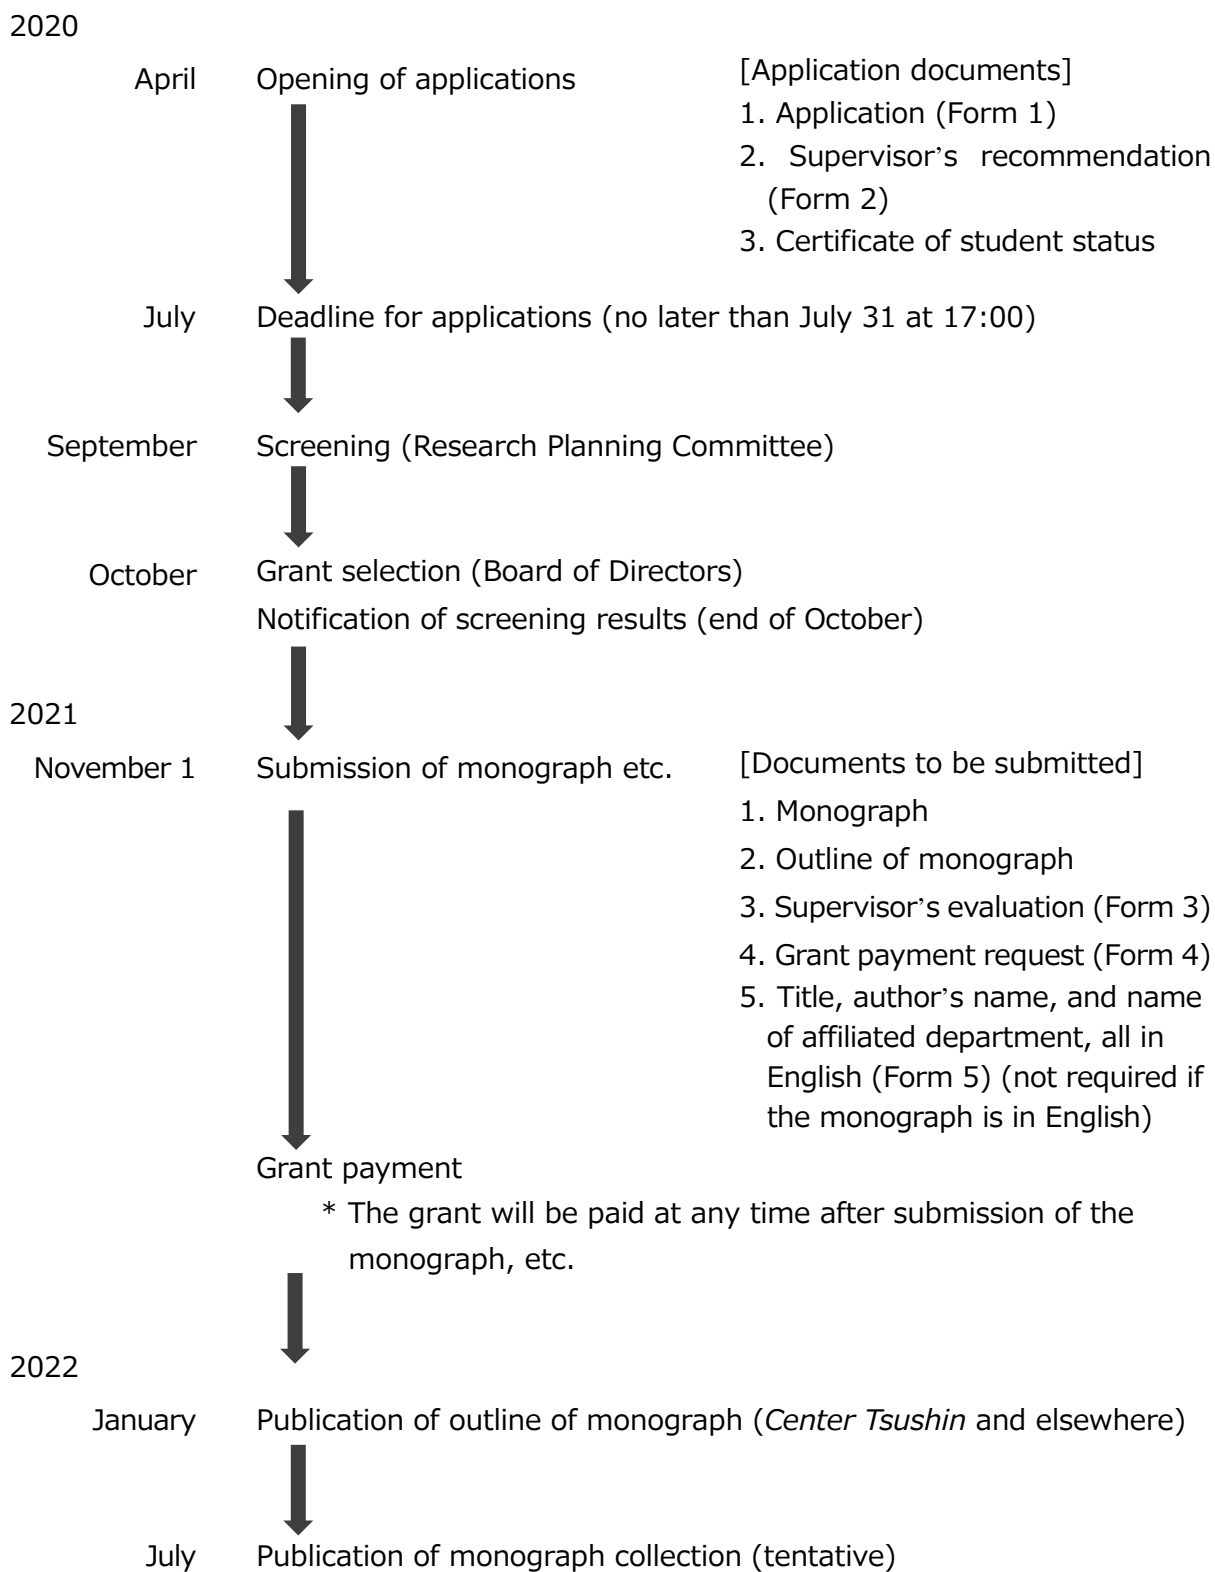 2020
April
Opening of applications
[Application documents]
1. Application (Form 1)
2. Supervisor’s recommendation
(Form 2)
3. Certificate of student status
July
Deadline for applications (no later than July 31 at 17:00)
September
Screening (Research Planning Committee)
October
Grant selection (Board of Directors)
Notification of screening results (end of October)
2021
November 1
Submission of monograph etc.
[Documents to be submitted]
1. Monograph
2. Outline of monograph
3. Supervisor’s evaluation (Form 3)
4. Grant payment request (Form 4)
5. Title, author’s name, and name
of affiliated department, all in
English (Form 5) (not required if
the monograph is in English)
Grant payment
* The grant will be paid at any time after submission of the
monograph, etc.
2022
January
Publication of outline of monograph (Center Tsushin and elsewhere)
July
Publication of monograph collection (tentative)